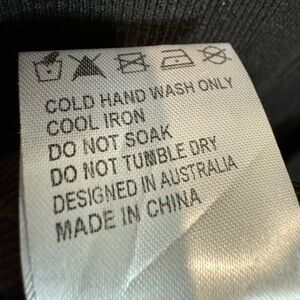 COLD HAND WASH ONLY
COOL IRON
DO NOT SOAK
DO NOT TUMBLE DRY
DESIGNED IN AUSTRALIA
MADE IN CHINA